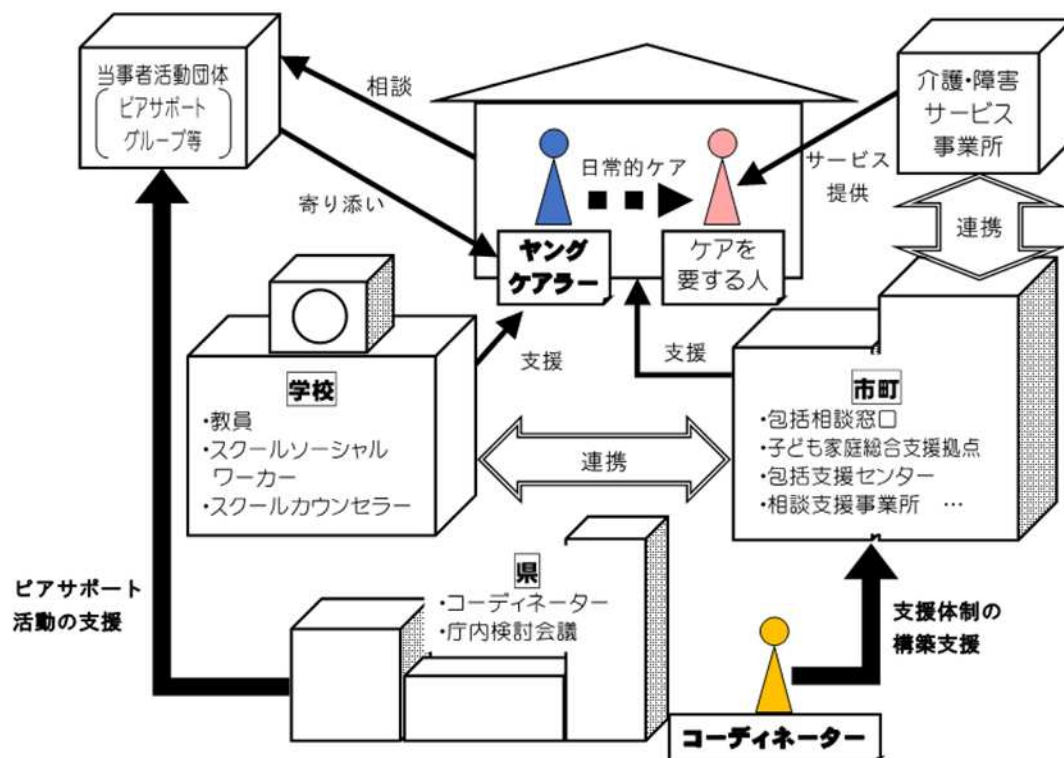 当事者活動団体
ピアサポート
グループ等
相談
寄り添い
日常的ケア
ヤング
ケアラー
ケアを
要する人
サービス
提供
介護・障害
サービス
事業所
連携
支援
支援
学校
・教員
・スクールソーシャル
ワーカー
・スクールカウンセラー
連携
市町
・包括相談窓口
・子ども家庭総合支援拠点
・包括支援センター
・相談支援事業所 …
県
・コーディネーター
・庁内検討会議
ピアサポート
活動の支援
支援体制の
構築支援
コーディネーター